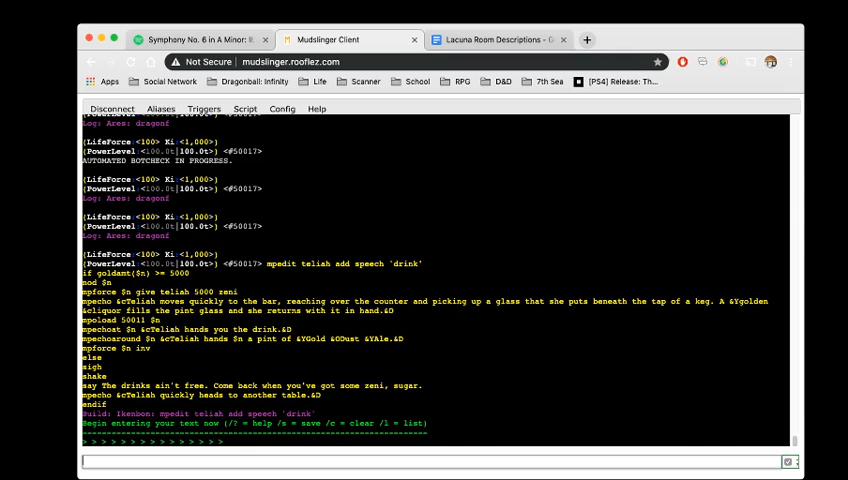 Symphony No. 6 in A Minor: II.
Mudslinger Client
Lacuna Room Descriptions - G
Not Secure | mudslinger.rooflez.com
Apps Social Network Dragonball: Infinity Life Scanner School RPG D&D 7th Sea [PS4] Release: Th...
Disconnect Aliases Triggers Script Config Help
{PowerLevel:<100.0t|100.0t>} <#50017>
Log: Ares: dragonf
{LifeForce:<100> Ki:<1,000>}
{PowerLevel:<100.0t|100.0t>} <#50017>
AUTOMATED BOTCHECK IN PROGRESS.
{LifeForce:<100> Ki:<1,000>}
{PowerLevel:<100.0t|100.0t>} <#50017>
Log: Ares: dragonf
{LifeForce:<100> Ki:<1,000>}
{PowerLevel:<100.0t|100.0t>} <#50017>
Log: Ares: dragonf
{LifeForce:<100> Ki:<1,000>}
{PowerLevel:<100.0t|100.0t>} <#50017> mpedit teliah add speech 'drink'
if goldamt($n) >= 5000
nod $n
mpforce $n give teliah 5000 zeni
mpecho &cTeliah moves quickly to the bar, reaching over the counter and picking up a glass that she puts beneath the tap of a keg. A &Ygolden
&cliquor fills the pint glass and she returns with it in hand.&D
mpoload 50011 $n
mpechoat $n &cTeliah hands you the drink.&D
mpechoaround $n &cTeliah hands $n a pint of &YGold &ODust &YAle.&D
mpforce $n inv
else
sigh
shake
say The drinks ain't free. Come back when you've got some zeni, sugar.
mpecho &cTeliah quickly heads to another table.&D
endif
Build: Ikenbon: mpedit teliah add speech 'drink'
Begin entering your text now (/? = help /s = save /c = clear /l = list)
-----------------------------------------------------------------------
> > > > > > > > > > > > > > >